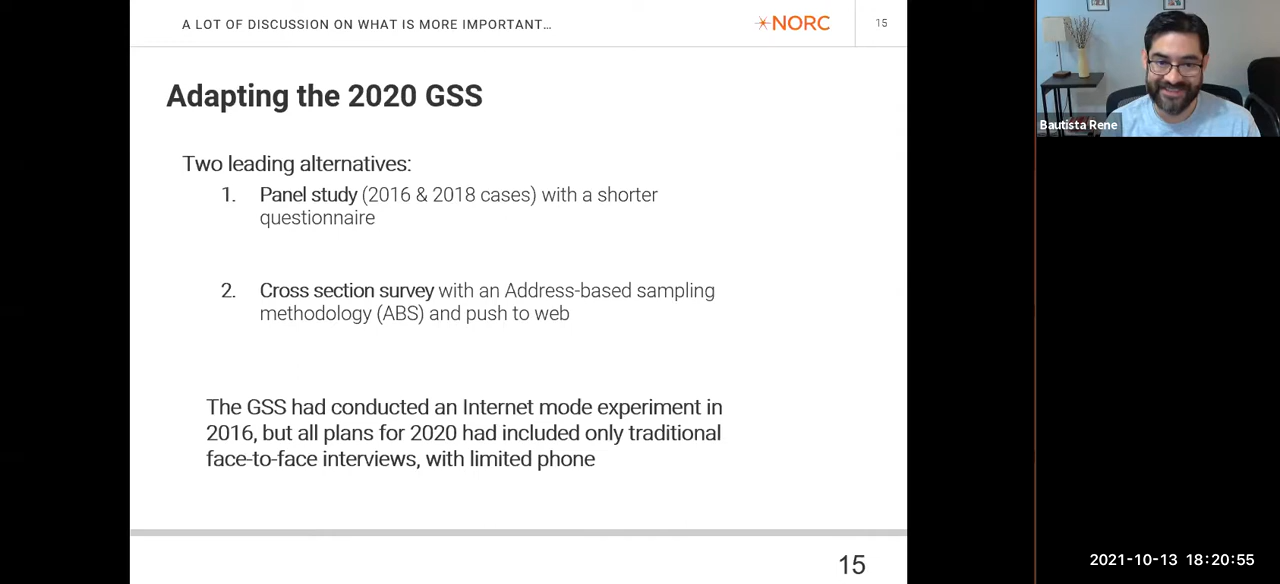 A LOT OF DISCUSSION ON WHAT IS MORE IMPORTANT…
NORC
15
Adapting the 2020 GSS
Two leading alternatives:
1. Panel study (2016 & 2018 cases) with a shorter
questionnaire
2. Cross section survey with an Address-based sampling
methodology (ABS) and push to web
The GSS had conducted an Internet mode experiment in
2016, but all plans for 2020 had included only traditional
face-to-face interviews, with limited phone
15
Bautista Rene
2021-10-13 18:20:55